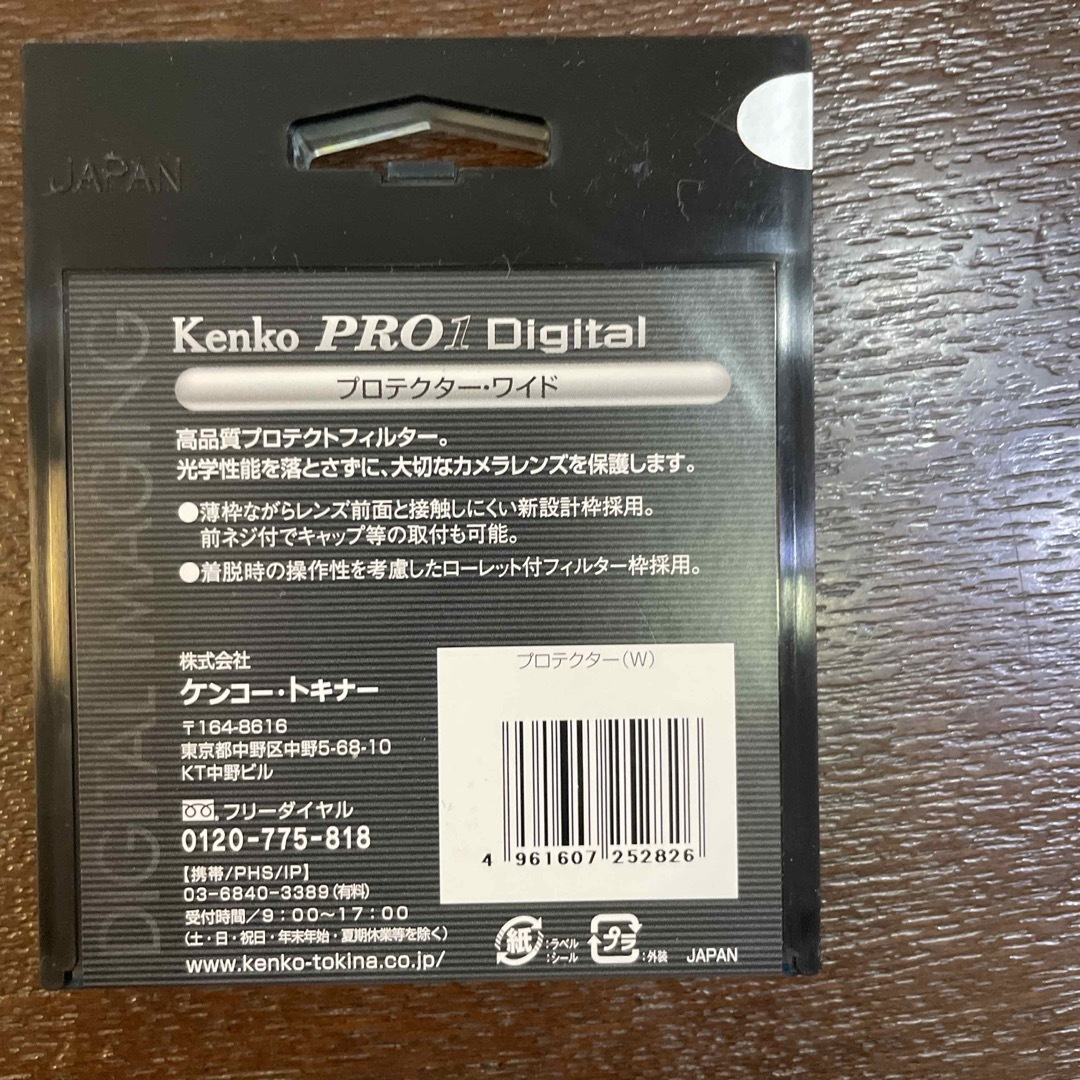 JAPAN
DIGITAL IMAGING
Kenko PRO1 Digital
プロテクター・ワイド
高品質プロテクトフィルター。
光学性能を落とさずに、大切なカメラレンズを保護します。
●薄枠ながらレンズ前面と接触しにくい新設計枠採用。
前ネジ付でキャップ等の取付も可能。
●着脱時の操作性を考慮したローレット付フィルター枠採用。
株式会社
ケンコー・トキナー
〒164-8616
東京都中野区中野5-68-10
KT中野ビル
フリーダイヤル
0120-775-818
【携帯/PHS/IP】
03-6840-3389(有料)
受付時間/9:00〜17:00
(土・日・祝日・年末年始・夏期休業等を除く)
www.kenko-tokina.co.jp/
プロテクター(W)
4 961607 252826
紙 :ラベル
:シール
プラ :外装
JAPAN